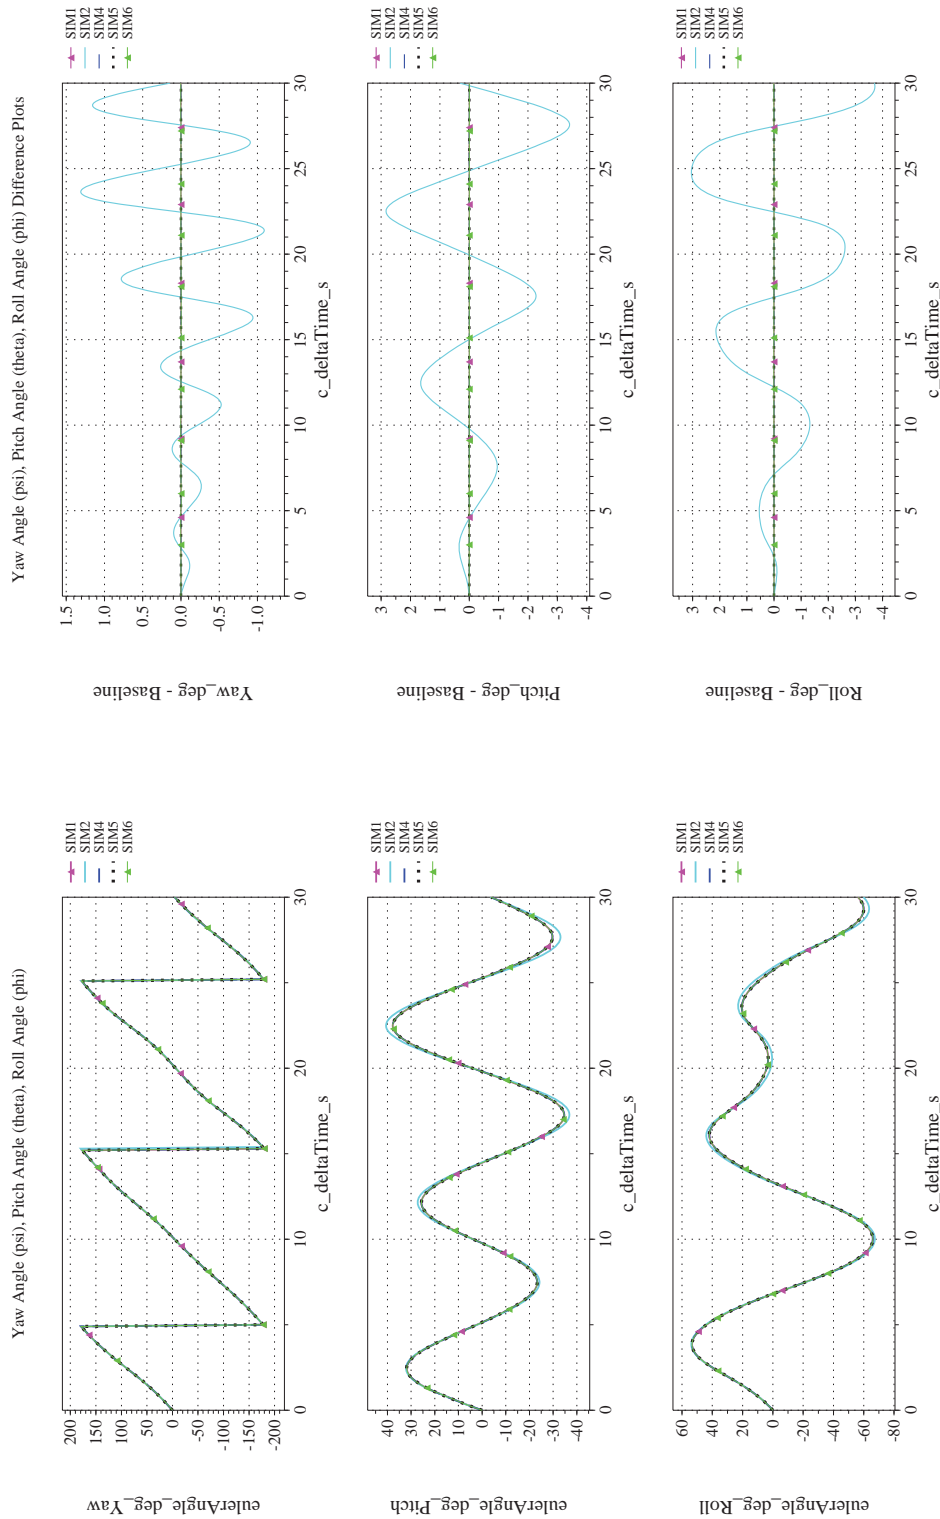 Yaw Angle (psi), Pitch Angle (theta), Roll Angle (phi)
eulerAngle_deg_Yaw
200
150
100
50
0
-50
-100
-150
-200
0
10
20
30
c_deltaTime_s
SIM1
SIM2
SIM4
SIM5
SIM6
eulerAngle_deg_Pitch
40
30
20
10
0
-10
-20
-30
-40
0
10
20
30
c_deltaTime_s
SIM1
SIM2
SIM4
SIM5
SIM6
eulerAngle_deg_Roll
60
40
20
0
-20
-40
-60
-80
0
10
20
30
c_deltaTime_s
SIM1
SIM2
SIM4
SIM5
SIM6
Yaw Angle (psi), Pitch Angle (theta), Roll Angle (phi) Difference Plots
Yaw_deg - Baseline
1.5
1.0
0.5
0.0
-0.5
-1.0
0
5
10
15
20
25
30
c_deltaTime_s
SIM1
SIM2
SIM4
SIM5
SIM6
Pitch_deg - Baseline
3
2
1
0
-1
-2
-3
0
5
10
15
20
25
30
c_deltaTime_s
SIM1
SIM2
SIM4
SIM5
SIM6
Roll_deg - Baseline
3
2
1
0
-1
-2
-3
-4
0
5
10
15
20
25
30
c_deltaTime_s
SIM1
SIM2
SIM4
SIM5
SIM6